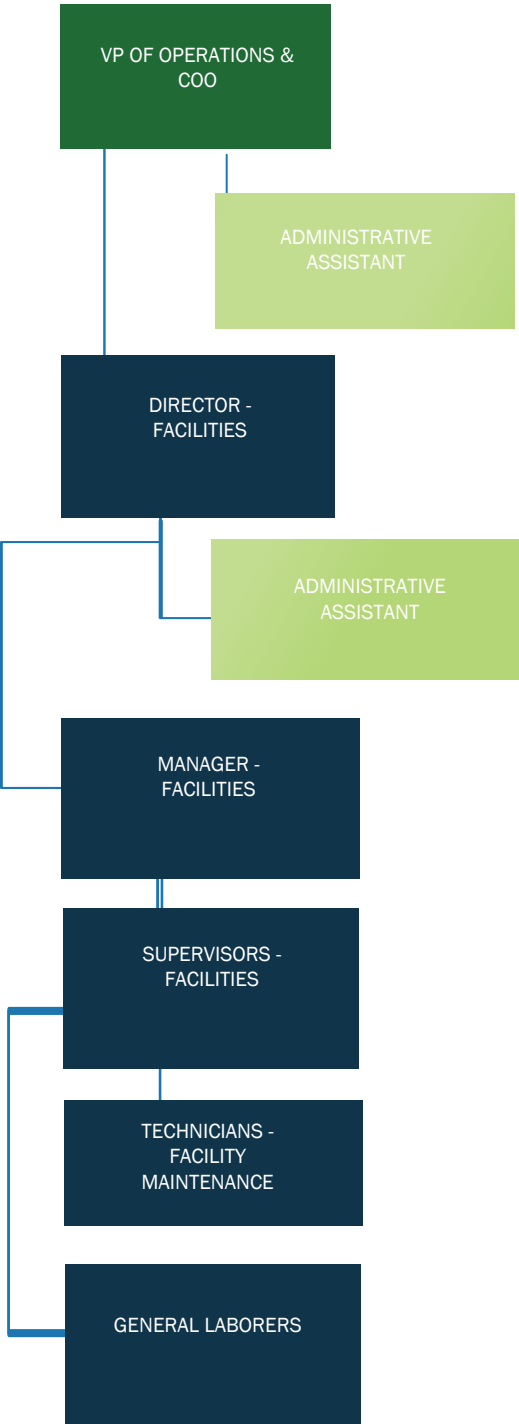 VP OF OPERATIONS &
COO
ADMINISTRATIVE
ASSISTANT
DIRECTOR -
FACILITIES
ADMINISTRATIVE
ASSISTANT
MANAGER -
FACILITIES
SUPERVISORS -
FACILITIES
TECHNICIANS -
FACILITY
MAINTENANCE
GENERAL LABORERS